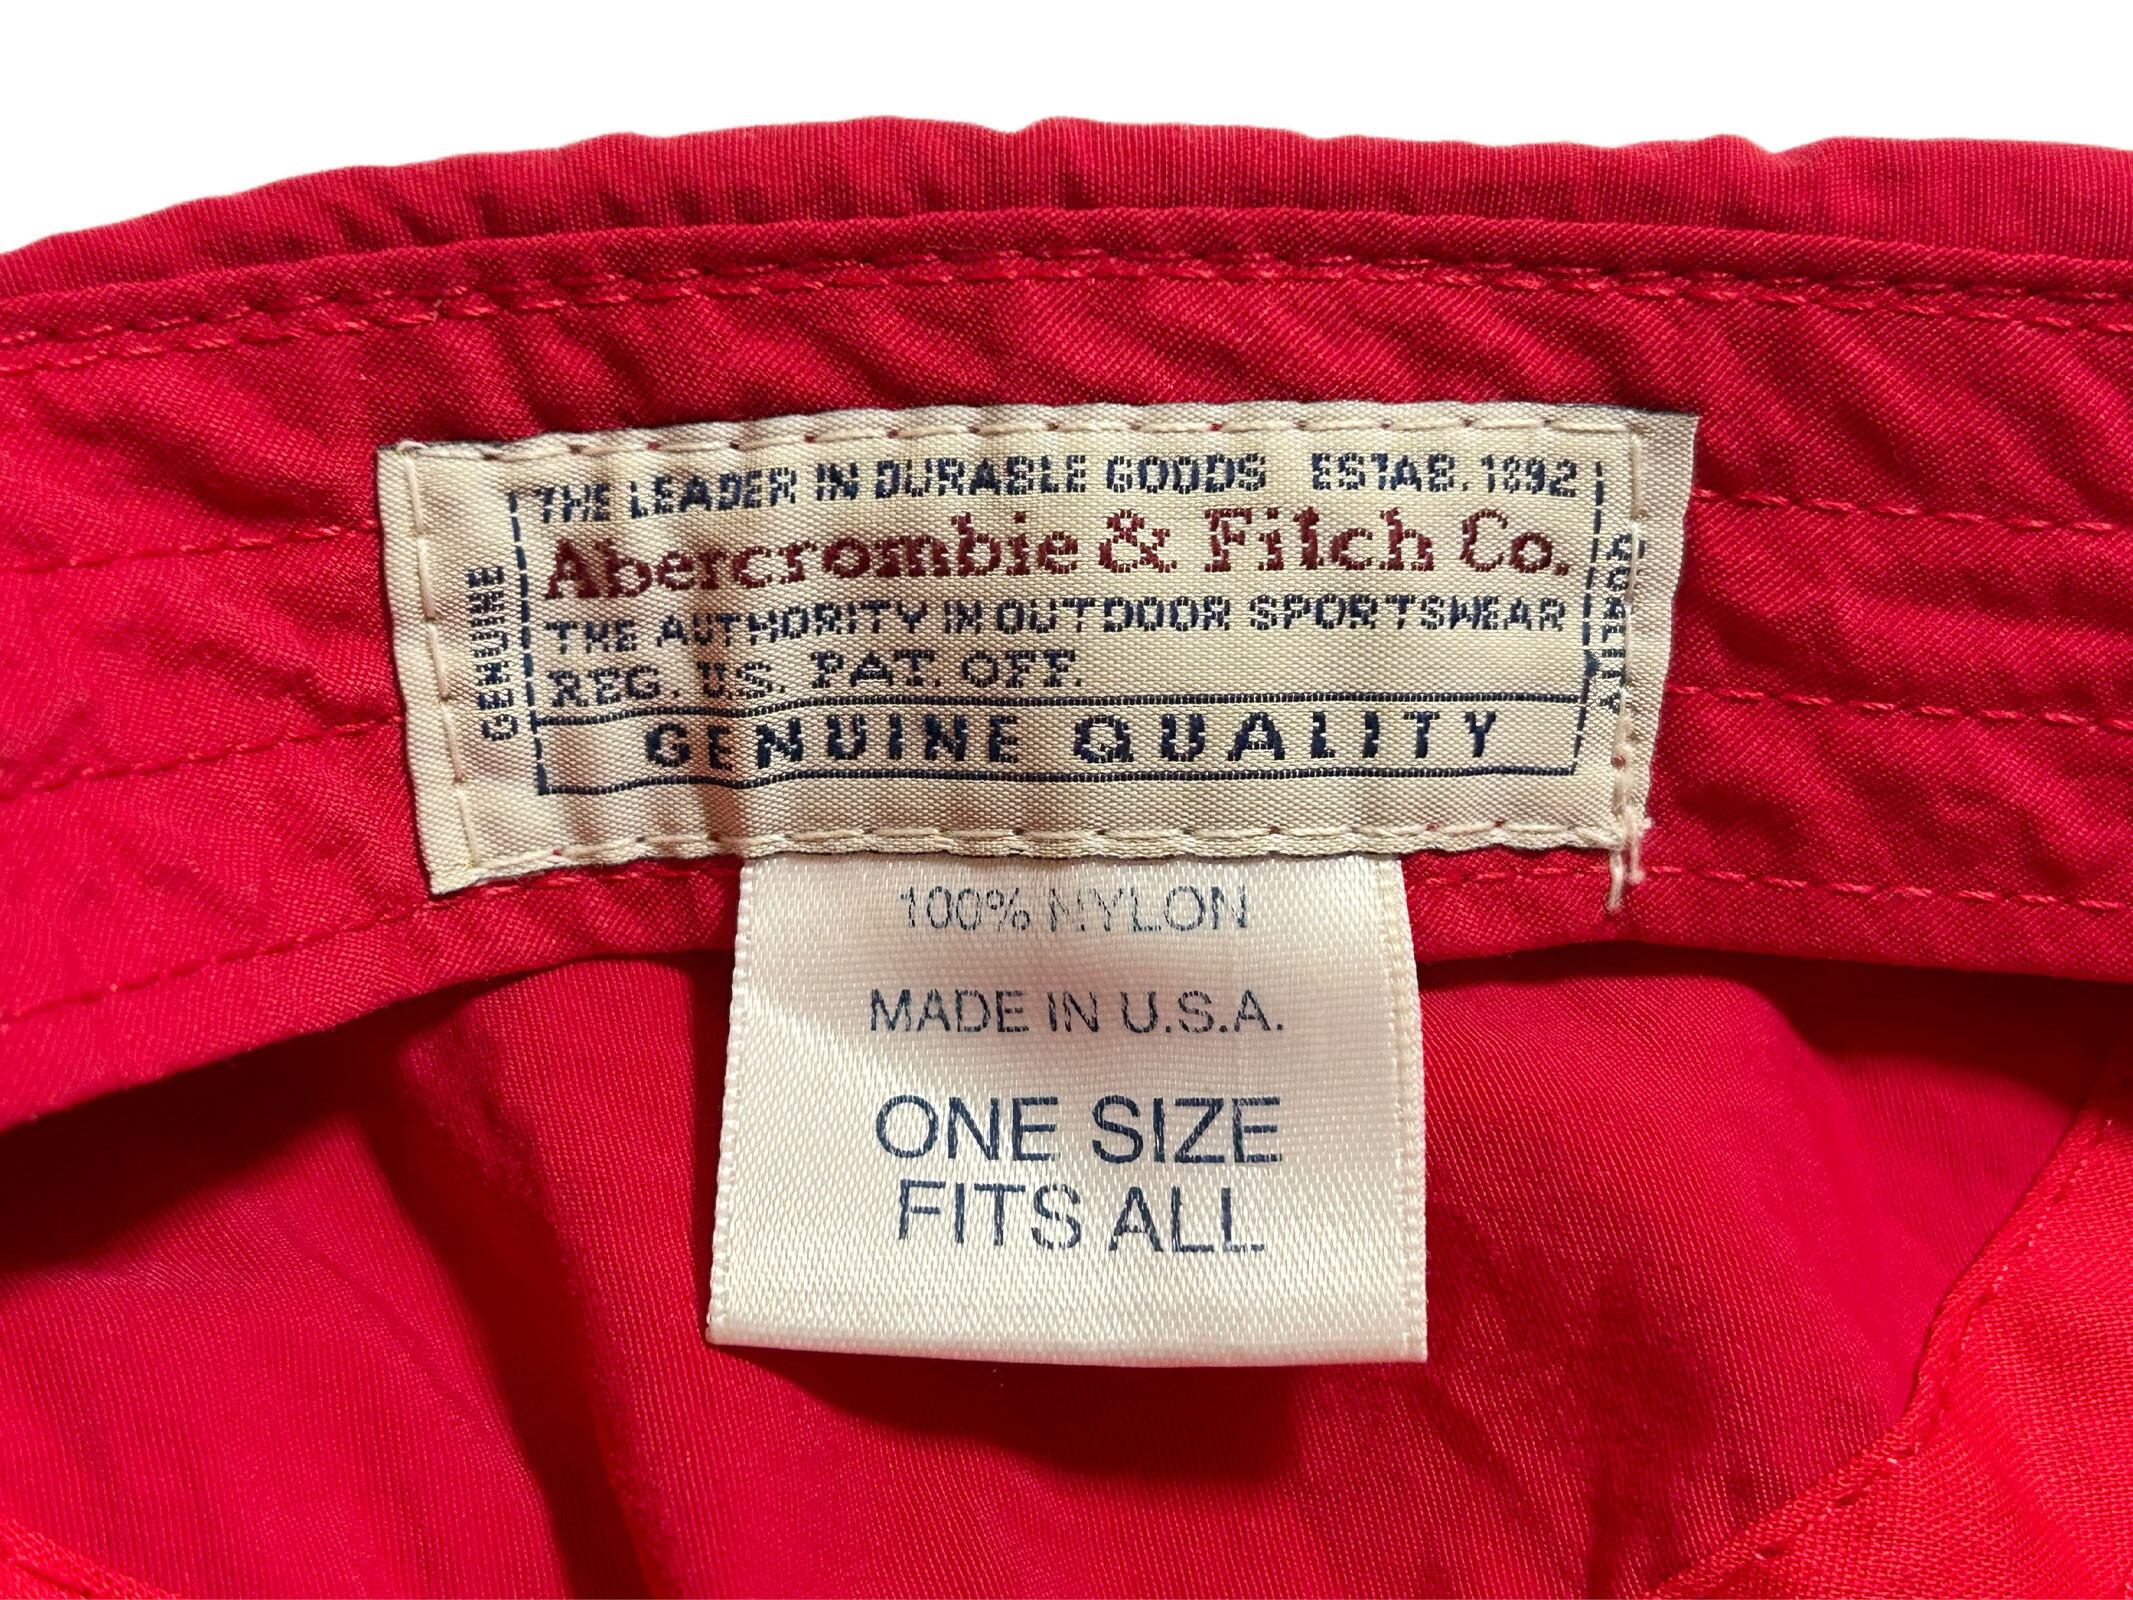 THE LEADER IN DURABLE GOODS ESTAB. 1892
Abercrombie & Fitch Co.
THE AUTHORITY IN OUTDOOR SPORTSWEAR
REG. U.S. PAT. OFF.
GENUINE QUALITY
GENUINE
QUALITY
100% NYLON
MADE IN U.S.A.
ONE SIZE
FITS ALL